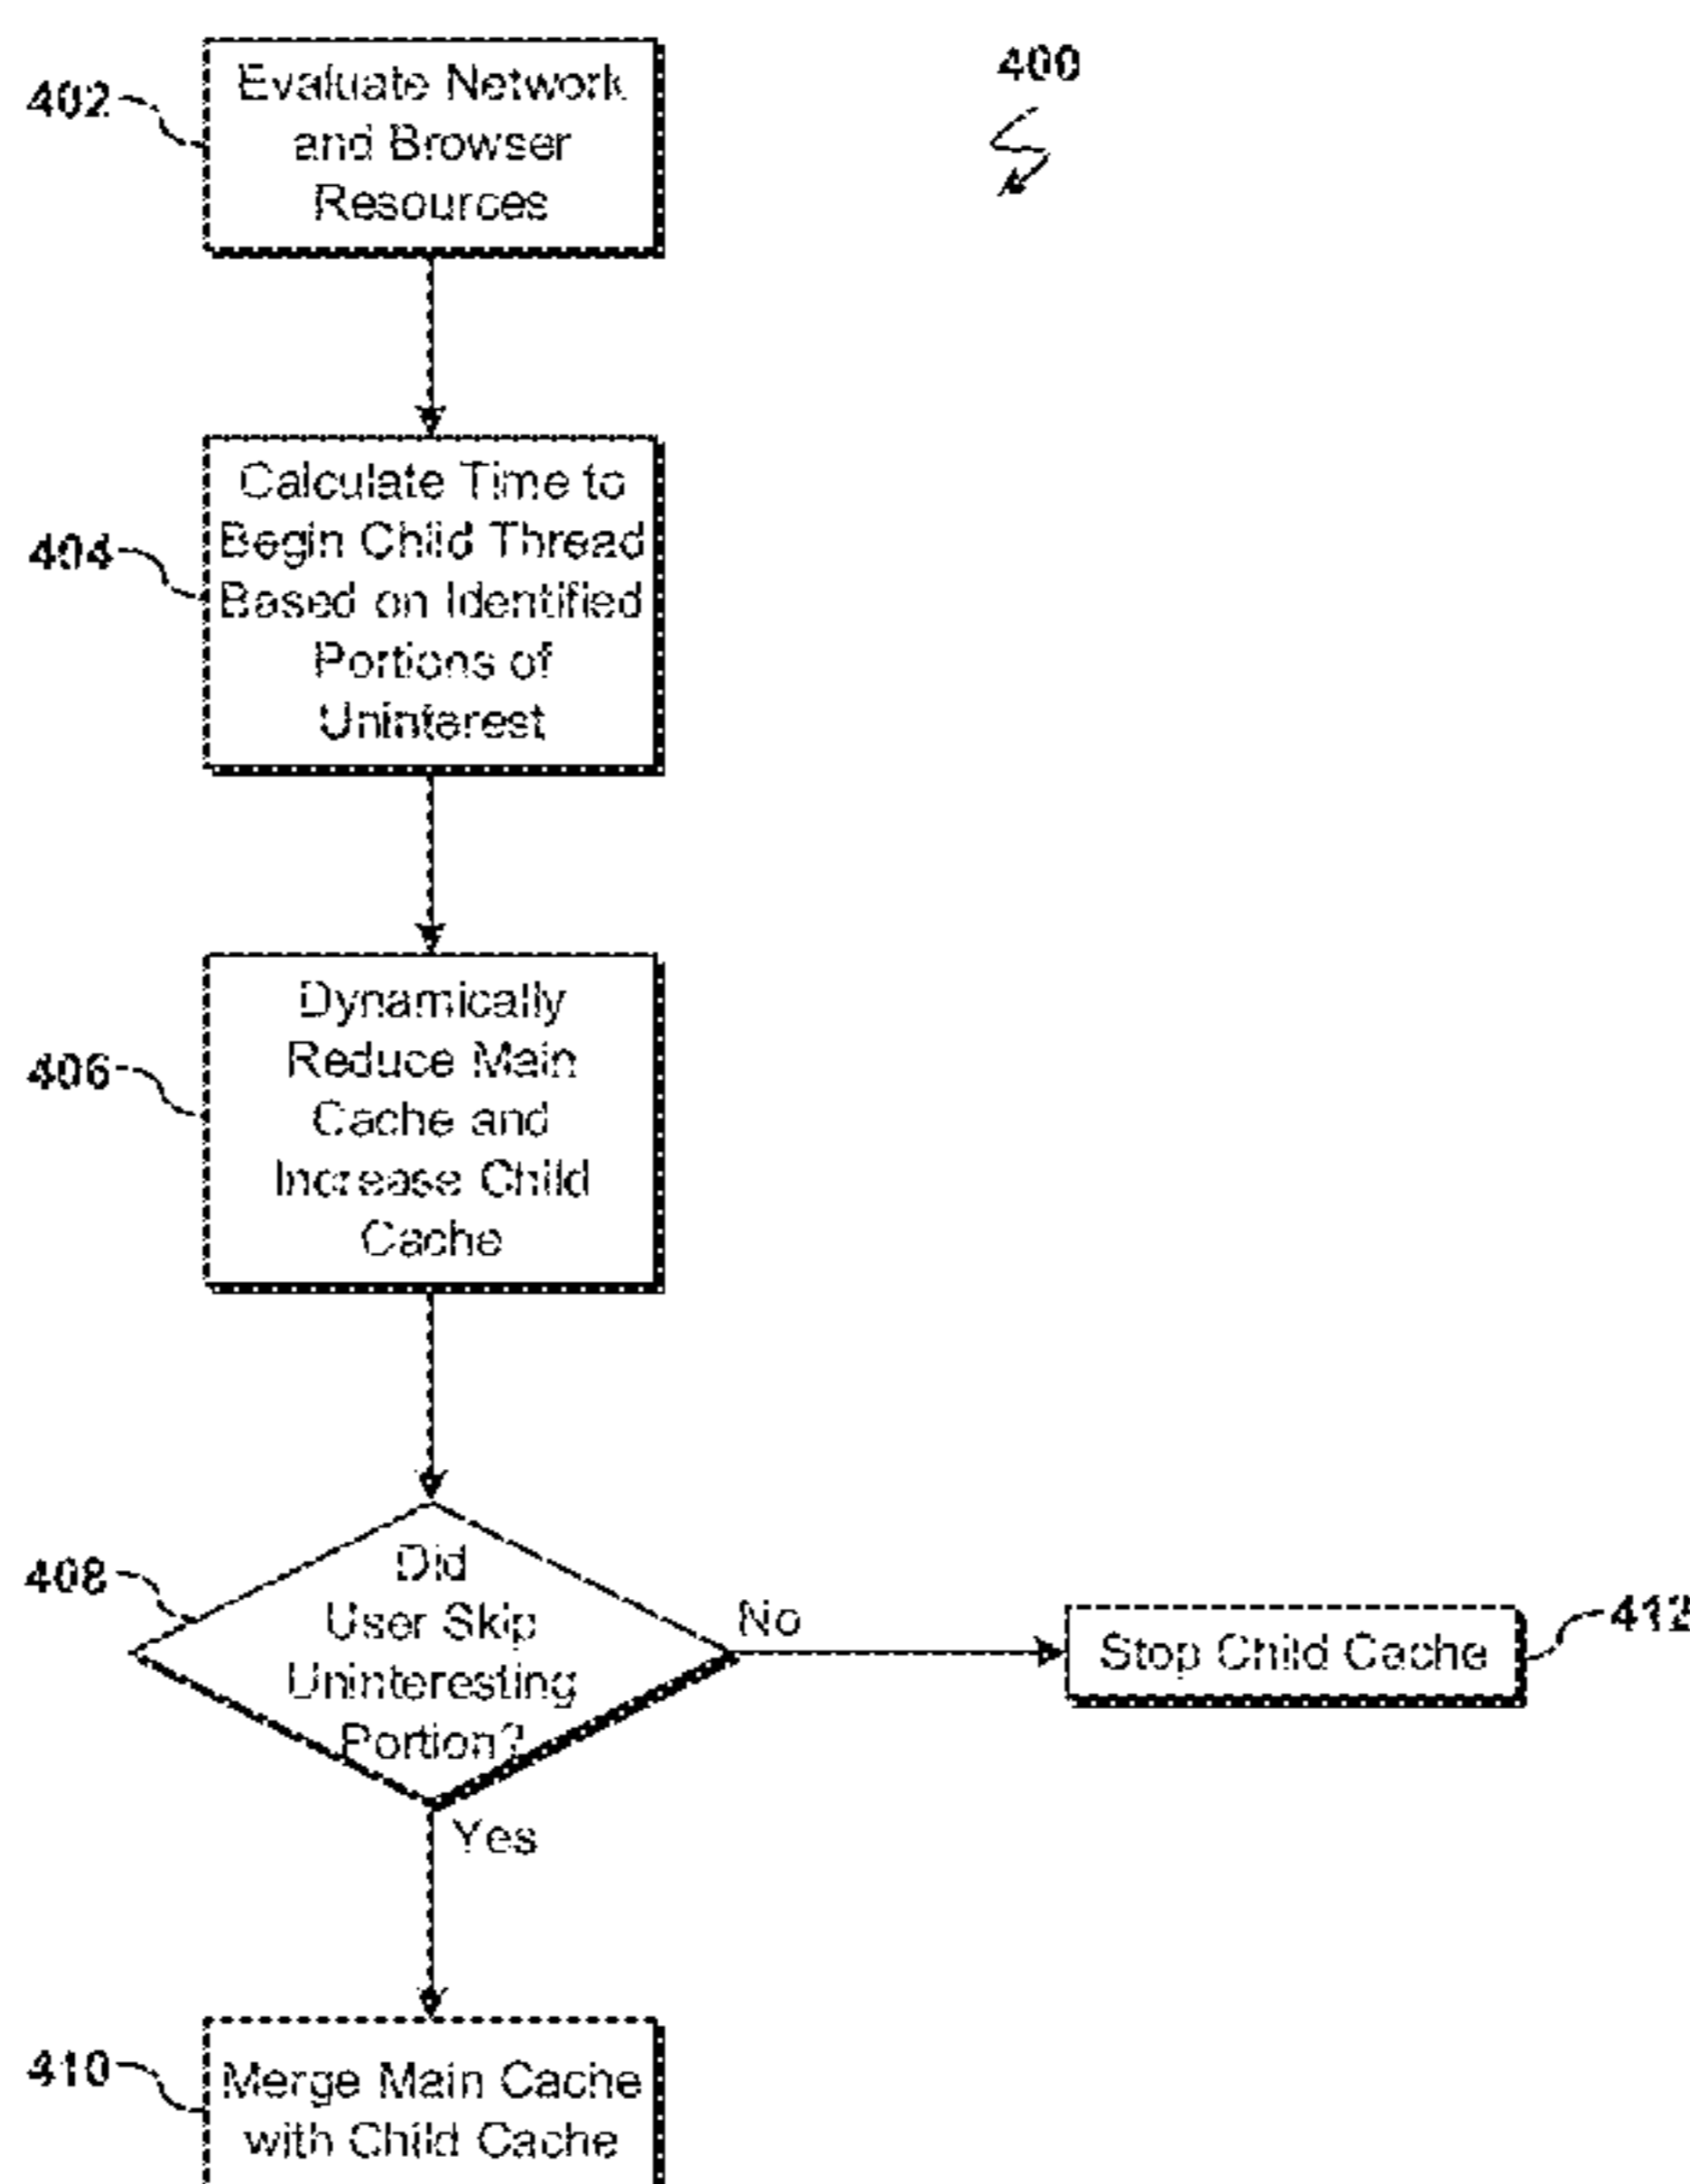 400
402
Evaluate Network
and Browser
Resources
404
Calculate Time to
Begin Child Thread
Based on Identified
Portions of
Uninterest
406
Dynamically
Reduce Main
Cache and
Increase Child
Cache
408
Did
User Skip
Uninteresting
Portion?
No
Stop Child Cache
412
Yes
410
Merge Main Cache
with Child Cache